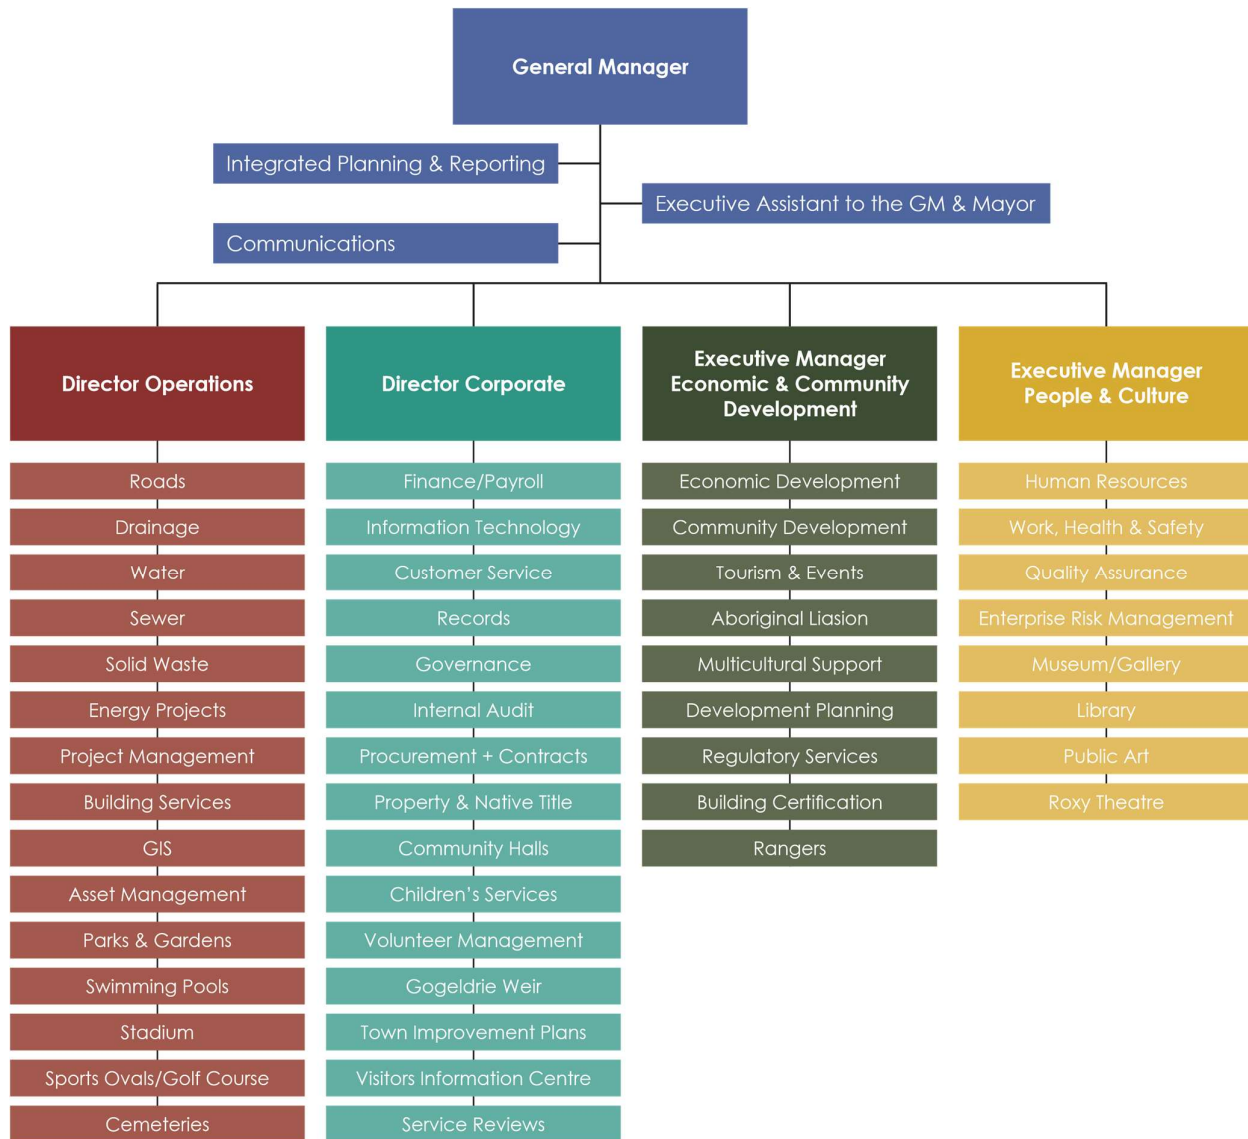 General Manager
Integrated Planning & Reporting
Executive Assistant to the GM & Mayor
Communications
Director Operations
Roads
Drainage
Water
Sewer
Solid Waste
Energy Projects
Project Management
Building Services
GIS
Asset Management
Parks & Gardens
Swimming Pools
Stadium
Sports Ovals/Golf Course
Cemeteries
Director Corporate
Finance/Payroll
Information Technology
Customer Service
Records
Governance
Internal Audit
Procurement + Contracts
Property & Native Title
Community Halls
Children’s Services
Volunteer Management
Gogeldrie Weir
Town Improvement Plans
Visitors Information Centre
Service Reviews
Executive Manager
Economic & Community
Development
Economic Development
Community Development
Tourism & Events
Aboriginal Liasion
Multicultural Support
Development Planning
Regulatory Services
Building Certification
Rangers
Executive Manager
People & Culture
Human Resources
Work, Health & Safety
Quality Assurance
Enterprise Risk Management
Museum/Gallery
Library
Public Art
Roxy Theatre